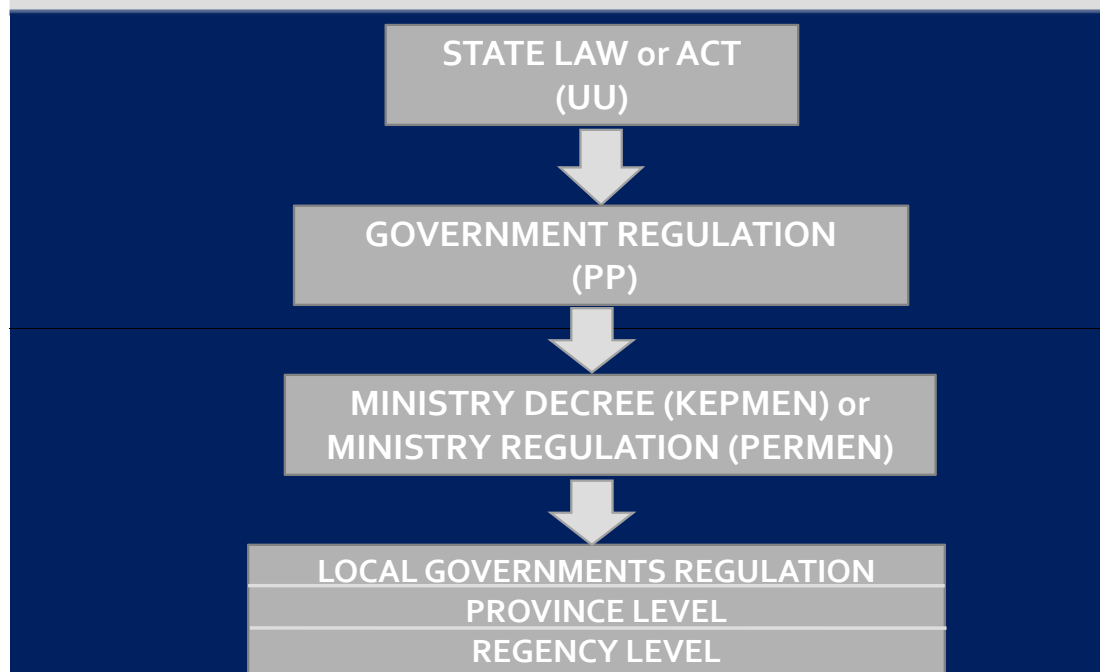 STATE LAW or ACT
(UU)
GOVERNMENT REGULATION
(PP)
MINISTRY DECREE (KEPMEN) or
MINISTRY REGULATION (PERMEN)
LOCAL GOVERNMENTS REGULATION
PROVINCE LEVEL
REGENCY LEVEL